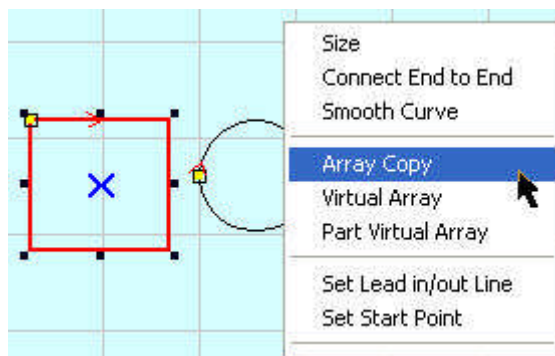 Size
Connect End to End
Smooth Curve
Array Copy
Virtual Array
Part Virtual Array
Set Lead in/out Line
Set Start Point